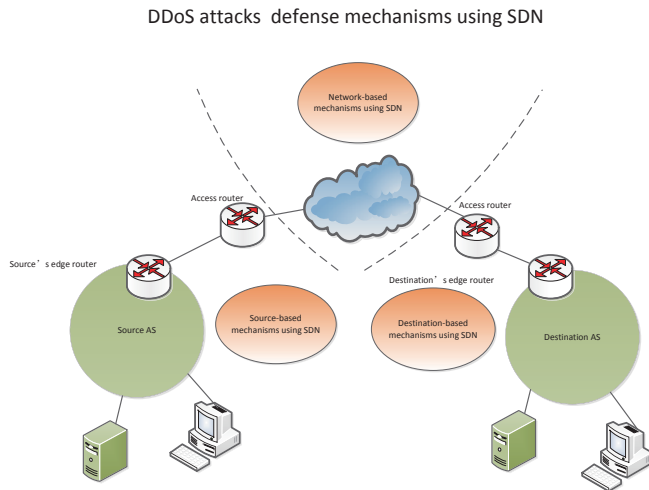 DDoS attacks defense mechanisms using SDN
Network-based
mechanisms using SDN
Access router
Access router
Source's edge router
Destination's edge router
Source AS
Source-based
mechanisms using SDN
Destination-based
mechanisms using SDN
Destination AS